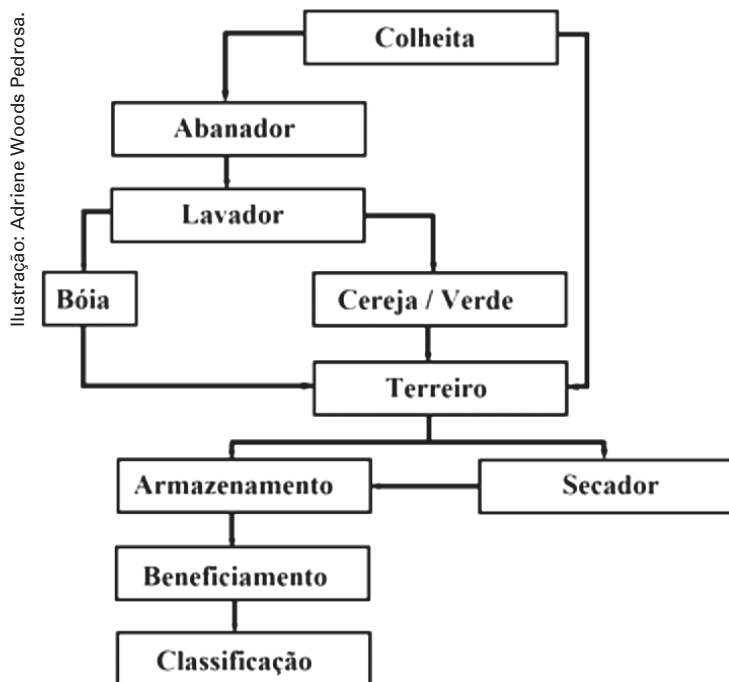 Ilustração: Adriene Woods Pedrosa.
Colheita
Abanador
Lavador
Bóia
Cereja / Verde
Terreiro
Armazenamento
Secador
Beneficiamento
Classificação